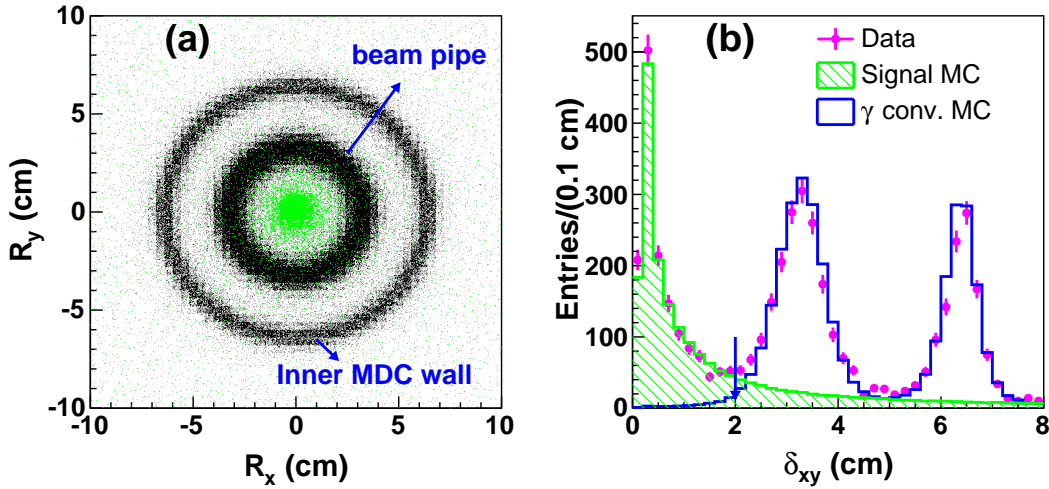 (a)
beam pipe
Inner MDC wall
10
5
0
-5
-10
-10
-5
0
5
10
R_y (cm)
R_x (cm)
(b)
Data
Signal MC
γ conv. MC
500
400
300
200
100
0
0
2
4
6
8
Entries/(0.1 cm)
δ_xy (cm)